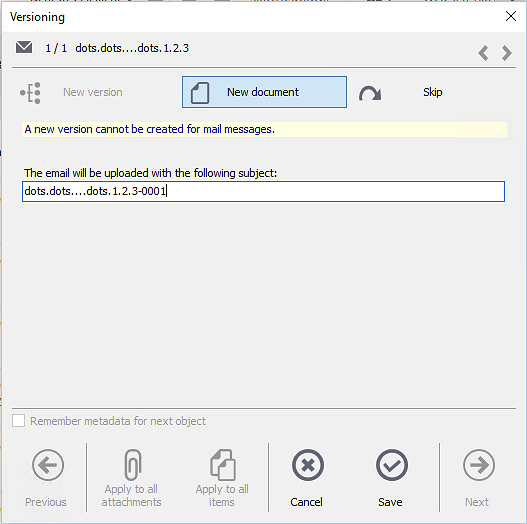 Versioning
1 / 1 dots.dots....dots.1.2.3
New version
New document
Skip
A new version cannot be created for mail messages.
The email will be uploaded with the following subject:
dots.dots....dots.1.2.3-0001
Remember metadata for next object
Previous
Apply to all
attachments
Apply to all
items
Cancel
Save
Next